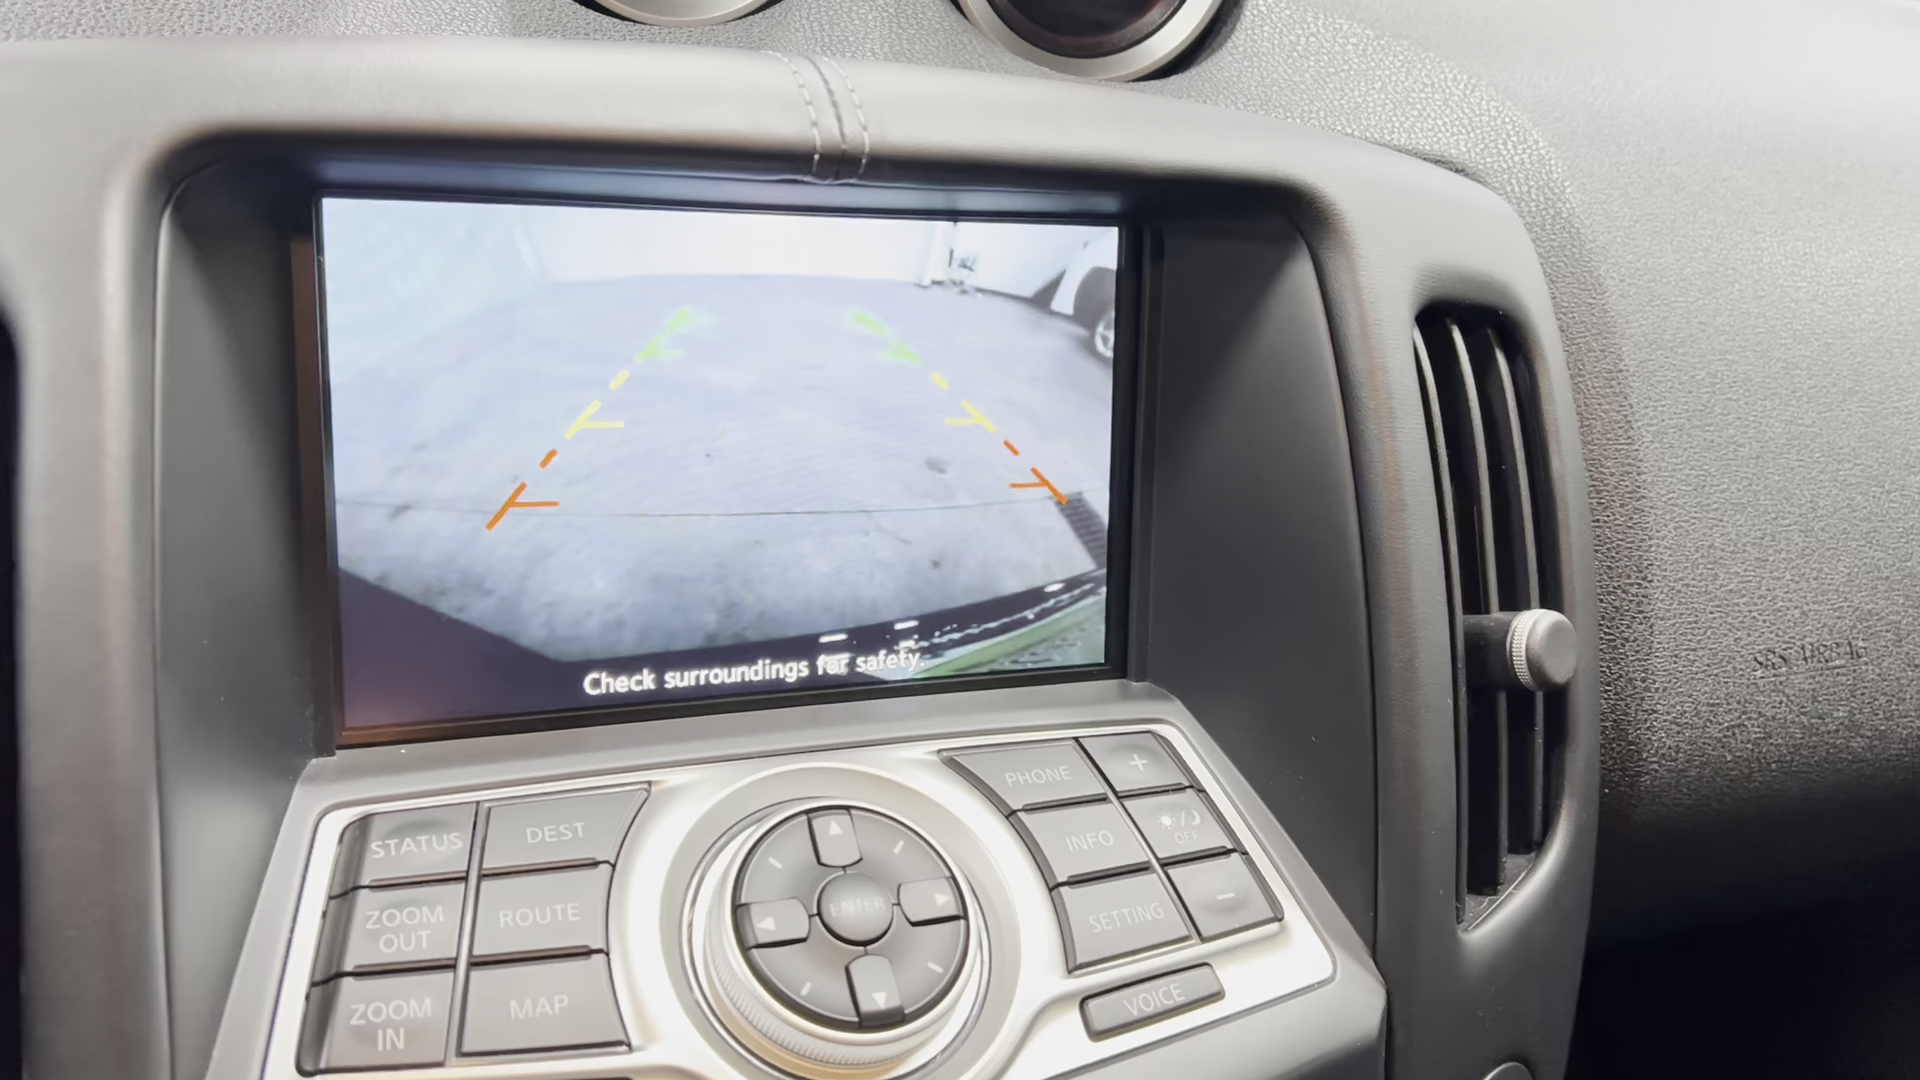 Check surroundings for safety.
STATUS
DEST
PHONE
+
ZOOM
OUT
ROUTE
ENTER
INFO
OFF
ZOOM
IN
MAP
SETTING
-
VOICE
SRS AIRBAG